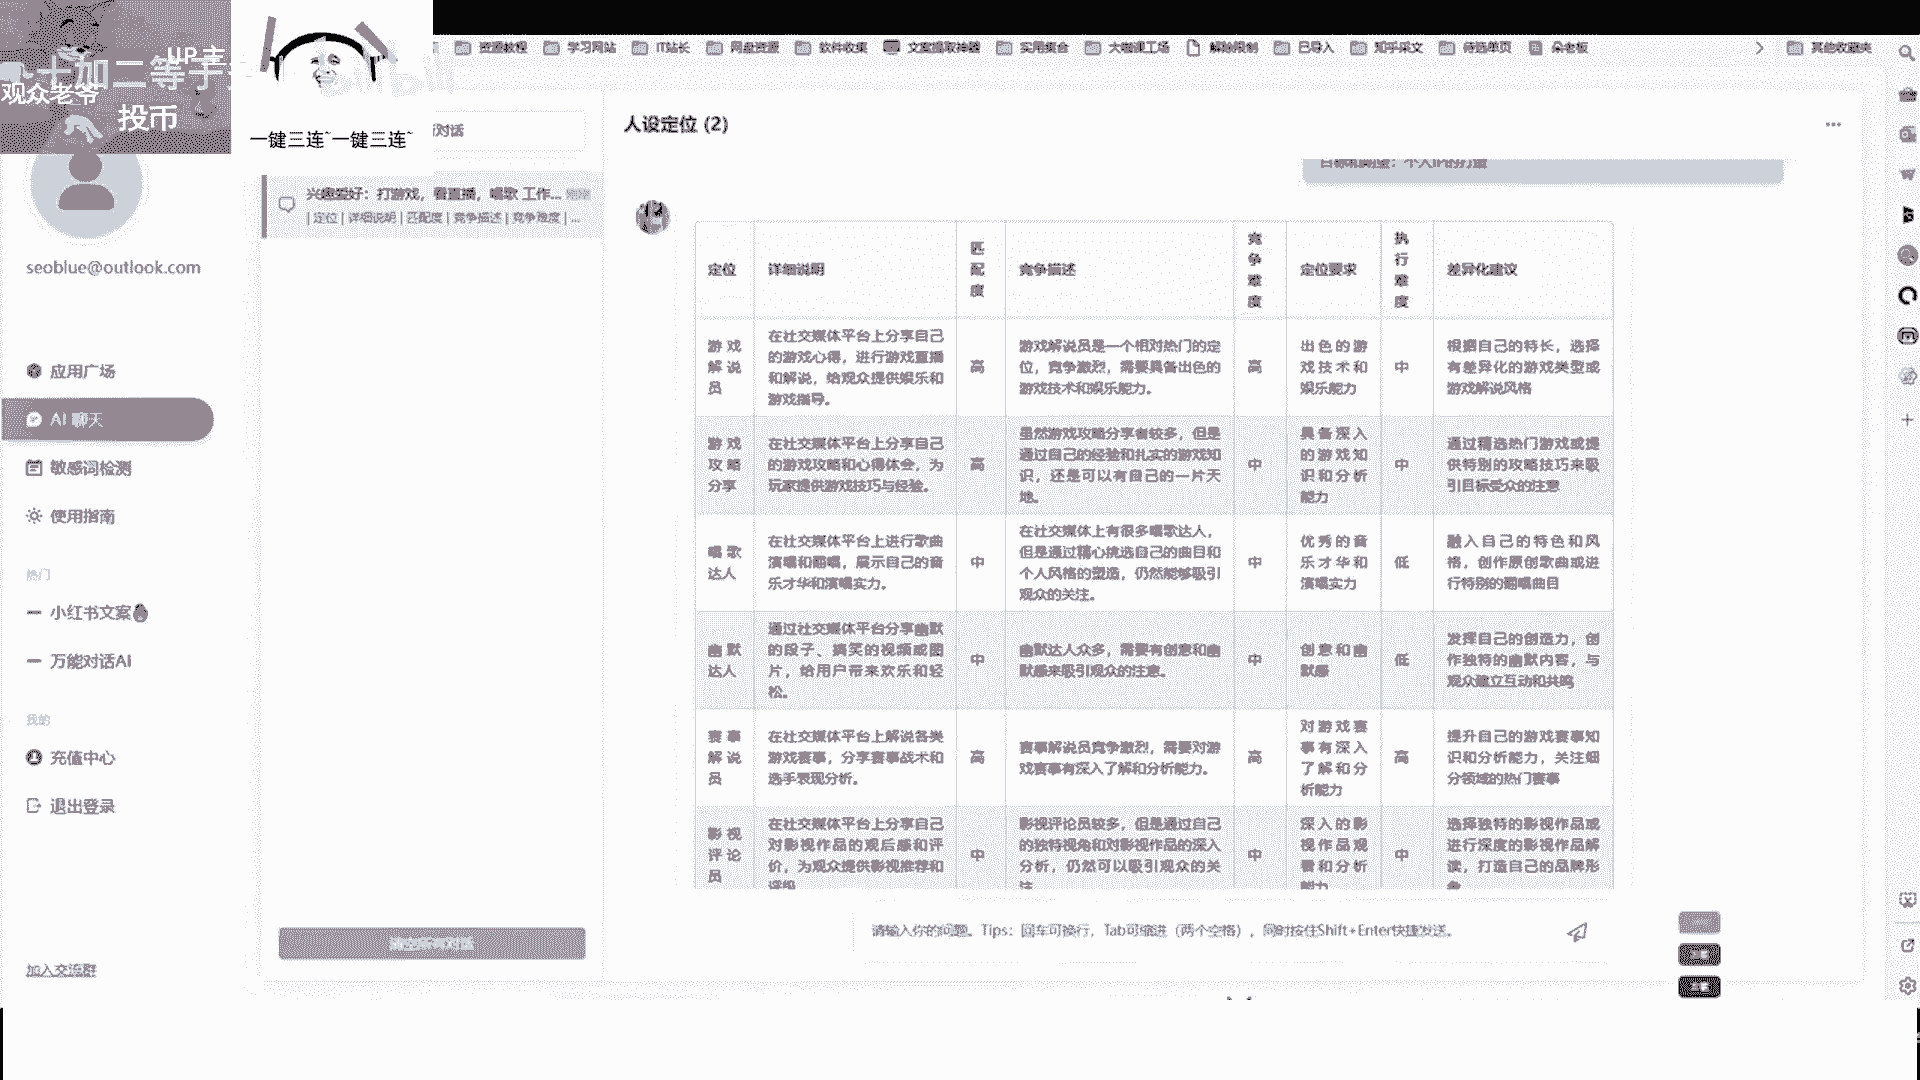 UP主
十加二等于
观众老爷
投币
bilibili
一键三连~一键三连~
资源教程 学习网站 IT站长 网盘资源 软件收集 文案提取神器 实用集合 大咖课工场 解除限制 已导入 知乎采文 待选单页 朵老板 其他收藏夹
对话
人设定位 (2)
兴趣爱好：打游戏，看直播，唱歌 工作...
| 定位 | 详细说明 | 匹配度 | 竞争描述 | 竞争难度 | ...
目标和期望：个人IP的打造
seoblue@outlook.com
应用广场
AI 聊天
敏感词检测
使用指南
热门
小红书文案
万能对话AI
我的
充值中心
退出登录
加入交流群
定位 详细说明 匹配度 竞争描述 竞争难度 定位要求 执行难度 差异化建议
游戏解说员
在社交媒体平台上分享自己
的游戏心得，进行游戏直播
和解说，给观众提供娱乐和
游戏指导。
高
游戏解说员是一个相对热门的定
位，竞争激烈，需要具备出色的
游戏技术和娱乐能力。
高
出色的游
戏技术和
娱乐能力
中
根据自己的特长，选择
有差异化的游戏类型或
游戏解说风格
游戏攻略分享
在社交媒体平台上分享自己
的游戏攻略和心得体会，为
玩家提供游戏技巧与经验。
高
虽然游戏攻略分享者较多，但是
通过自己的经验和扎实的游戏知
识，还是可以有自己的一片天
地。
中
具备深入
的游戏知
识和分析
能力
中
通过精选热门游戏或提
供特别的攻略技巧来吸
引目标受众的注意
唱歌达人
在社交媒体平台上进行歌曲
演唱和翻唱，展示自己的音
乐才华和演唱实力。
中
在社交媒体上有很多唱歌达人，
但是通过精心挑选自己的曲目和
个人风格的塑造，仍然能够吸引
观众的关注。
中
优秀的音
乐才华和
演唱实力
低
融入自己的特色和风
格，创作原创歌曲或进
行特别的翻唱曲目
幽默达人
通过社交媒体平台分享幽默
的段子、搞笑的视频或图
片，给用户带来欢乐和轻
松。
中
幽默达人众多，需要有创意和幽
默感来吸引观众的注意。
中
创意和幽
默感
低
发挥自己的创造力，创
作独特的幽默内容，与
观众建立互动和共鸣
赛事解说员
在社交媒体平台上解说各类
游戏赛事，分享赛事战术和
选手表现分析。
高
赛事解说员竞争激烈，需要对游
戏赛事有深入了解和分析能力。
高
对游戏赛
事有深入
了解和分
析能力
高
提升自己的游戏赛事知
识和分析能力，关注细
分领域的热门赛事
影视评论员
在社交媒体平台上分享自己
对影视作品的观后感和评
价，为观众提供影视推荐和
评级
中
影视评论员较多，但是通过自己
的独特视角和对影视作品的深入
分析，仍然可以吸引观众的关
注
中
深入的影
视作品观
看和分析
能力
中
选择独特的影视作品或
进行深度的影视作品解
读，打造自己的品牌形
象
请输入你的问题。Tips：回车可换行，Tab可缩进（两个空格），同时按住Shift+Enter快捷发送。